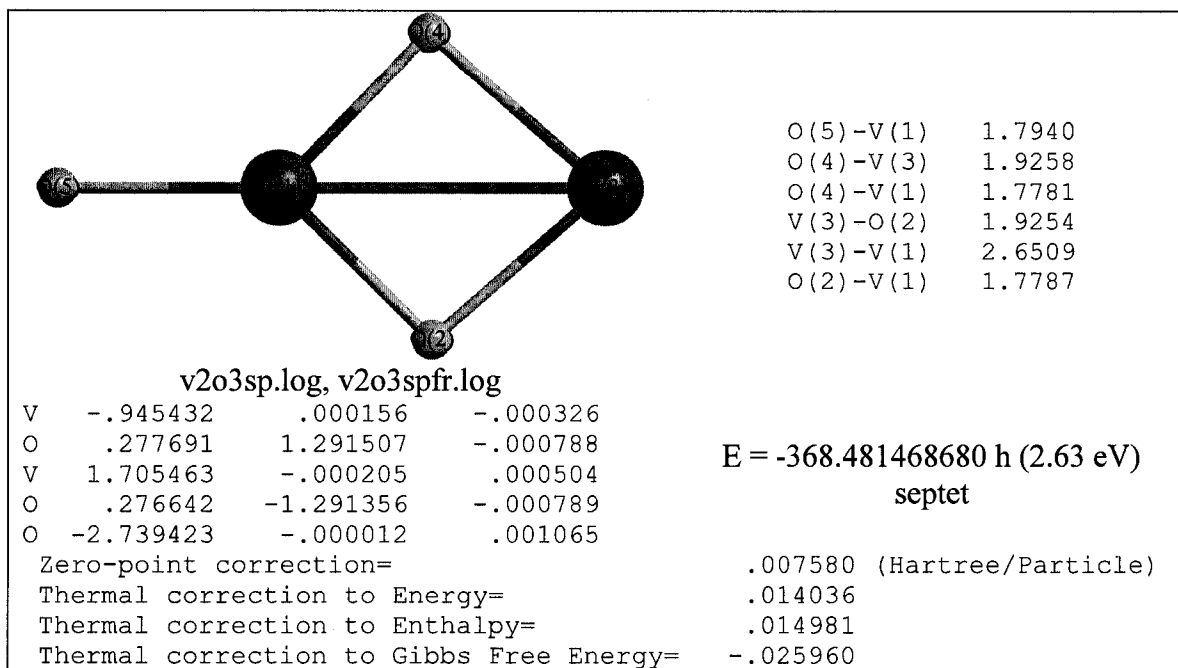 O(5)-V(1) 1.7940
O(4)-V(3) 1.9258
O(4)-V(1) 1.7781
V(3)-O(2) 1.9254
V(3)-V(1) 2.6509
O(2)-V(1) 1.7787
v2o3sp.log, v2o3spfr.log
V -.945432 .000156 -.000326
O .277691 1.291507 -.000788
V 1.705463 -.000205 .000504
O .276642 -1.291356 -.000789
O -2.739423 -.000012 .001065
E = -368.481468680 h (2.63 eV)
septet
Zero-point correction= .007580 (Hartree/Particle)
Thermal correction to Energy= .014036
Thermal correction to Enthalpy= .014981
Thermal correction to Gibbs Free Energy= -.025960